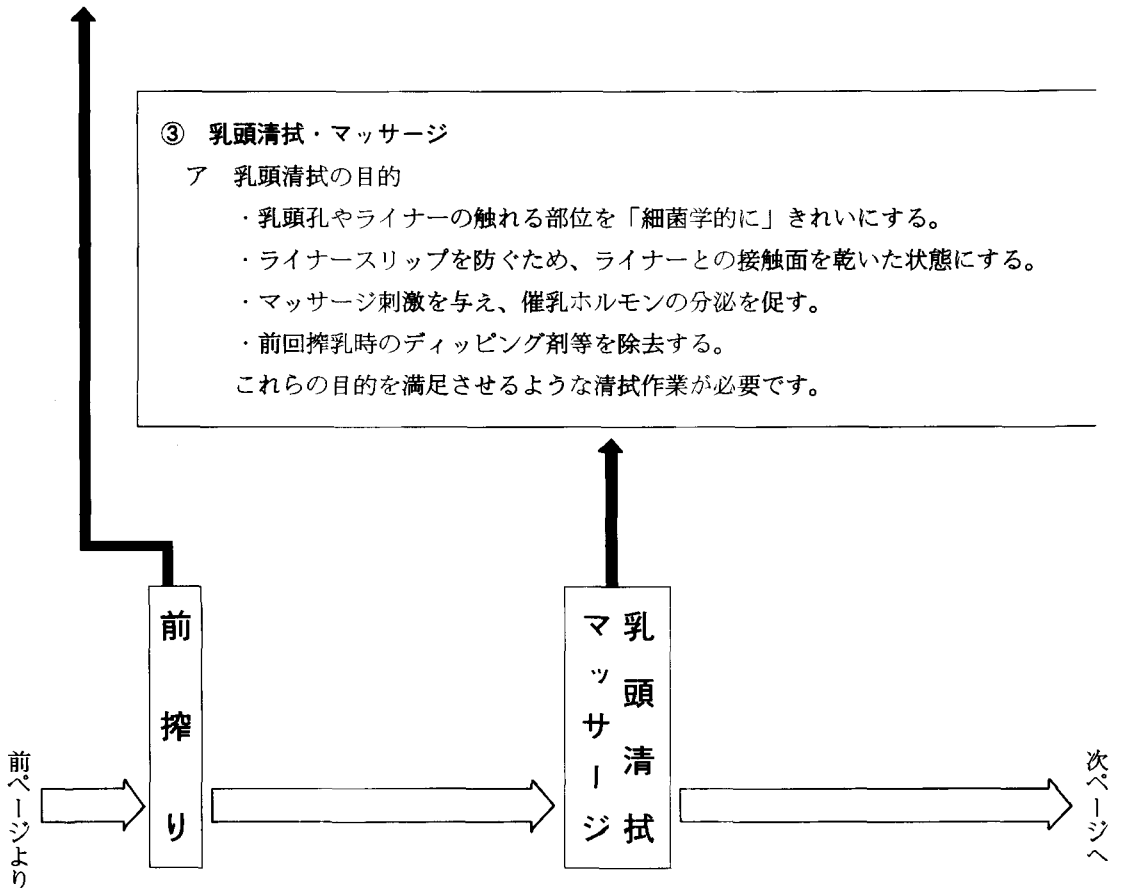 ③ 乳頭清拭・マッサージ
ア 乳頭清拭の目的
・乳頭孔やライナーの触れる部位を「細菌学的に」きれいにする。
・ライナースリップを防ぐため、ライナーとの接触面を乾いた状態にする。
・マッサージ刺激を与え、催乳ホルモンの分泌を促す。
・前回搾乳時のディッピング剤等を除去する。
これらの目的を満足させるような清拭作業が必要です。
前ページより
前搾り
乳頭清拭
マッサージ
次ページへ